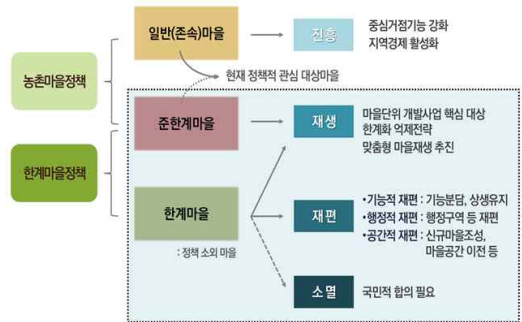 일반(존속)마을
진흥
중심거점기능 강화
지역경제 활성화
농촌마을정책
현재 정책적 관심 대상마을
준한계마을
재생
마을단위 개발사업 핵심 대상
한계화 억제전략
맞춤형 마을재생 추진
한계마을정책
한계마을
: 정책 소외 마을
재편
•기능적 재편 : 기능분담, 상생유지
•행정적 재편 : 행정구역 등 재편
•공간적 재편 : 신규마을조성,
마을공간 이전 등
소멸
국민적 합의 필요